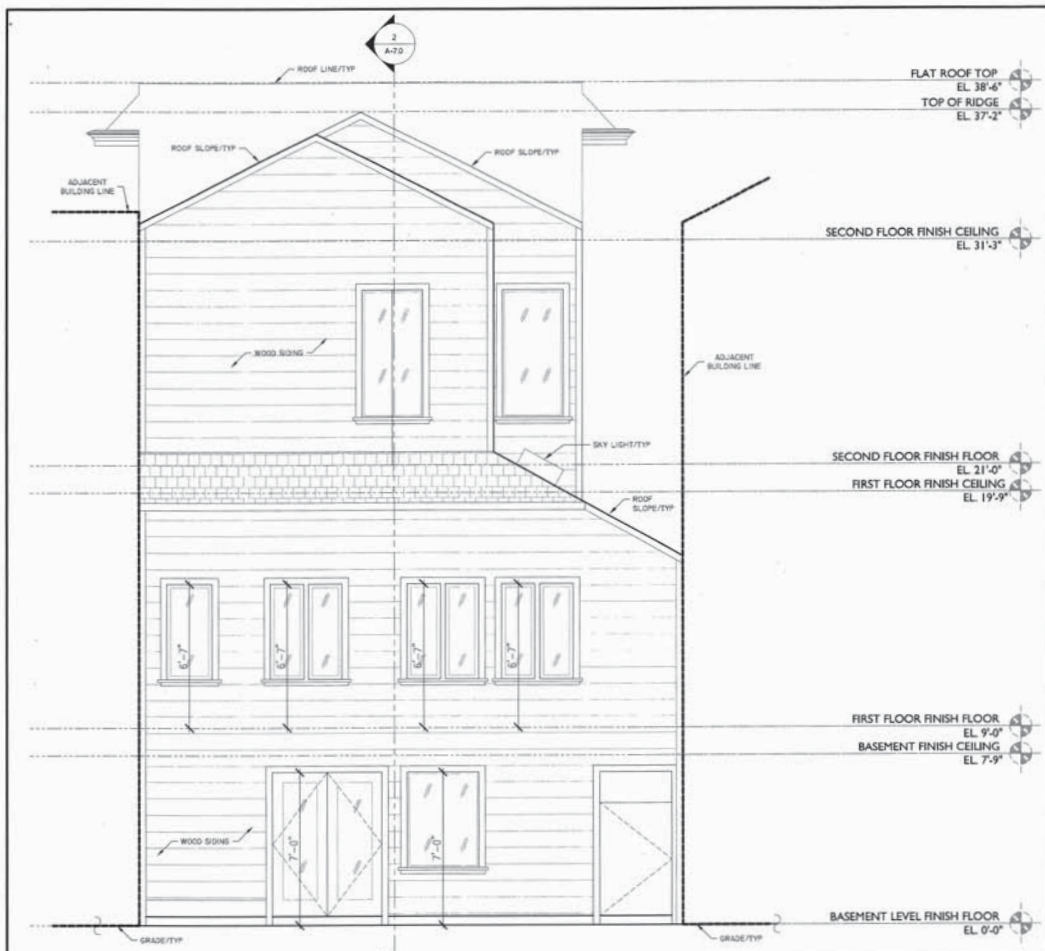 2
A-7.0
ROOF LINE/TYP
FLAT ROOF TOP
EL. 38'-6"
TOP OF RIDGE
EL. 37'-2"
ROOF SLOPE/TYP
ROOF SLOPE/TYP
ADJACENT
BUILDING LINE
SECOND FLOOR FINISH CEILING
EL. 31'-3"
WOOD SIDING
ADJACENT
BUILDING LINE
SKY LIGHT/TYP
SECOND FLOOR FINISH FLOOR
EL. 21'-0"
FIRST FLOOR FINISH CEILING
EL. 19'-9"
ROOF
SLOPE/TYP
6'-7"
6'-7"
6'-7"
6'-7"
FIRST FLOOR FINISH FLOOR
EL. 9'-0"
BASEMENT FINISH CEILING
EL. 7'-9"
WOOD SIDING
7'-0"
7'-0"
BASEMENT LEVEL FINISH FLOOR
EL. 0'-0"
GRADE/TYP
GRADE/TYP